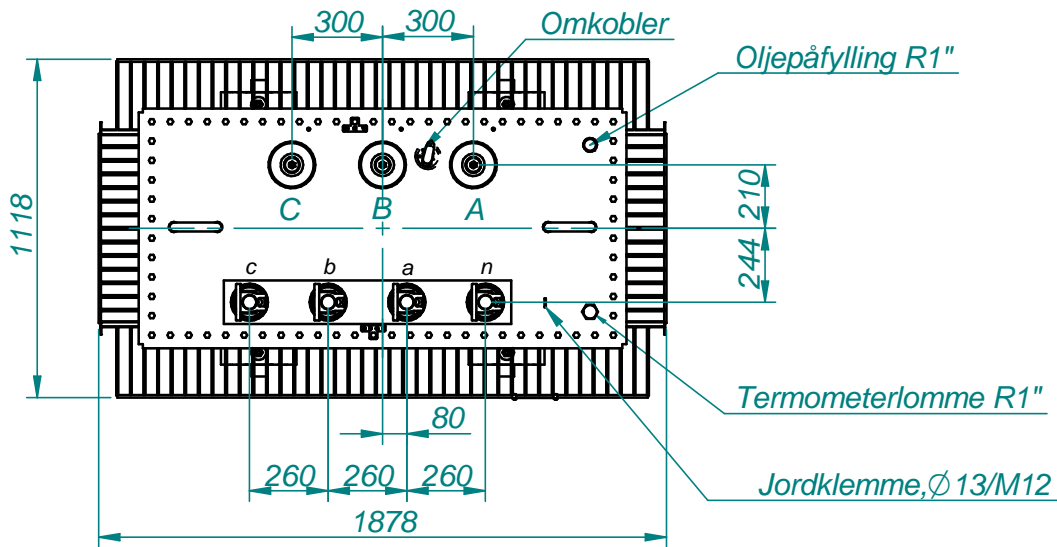 300
300
Omkobler
Oljepåfylling R1"
C
B
A
210
1118
244
c
b
a
n
Termometerlomme R1"
80
260
260
260
Jordklemme,∅13/M12
1878